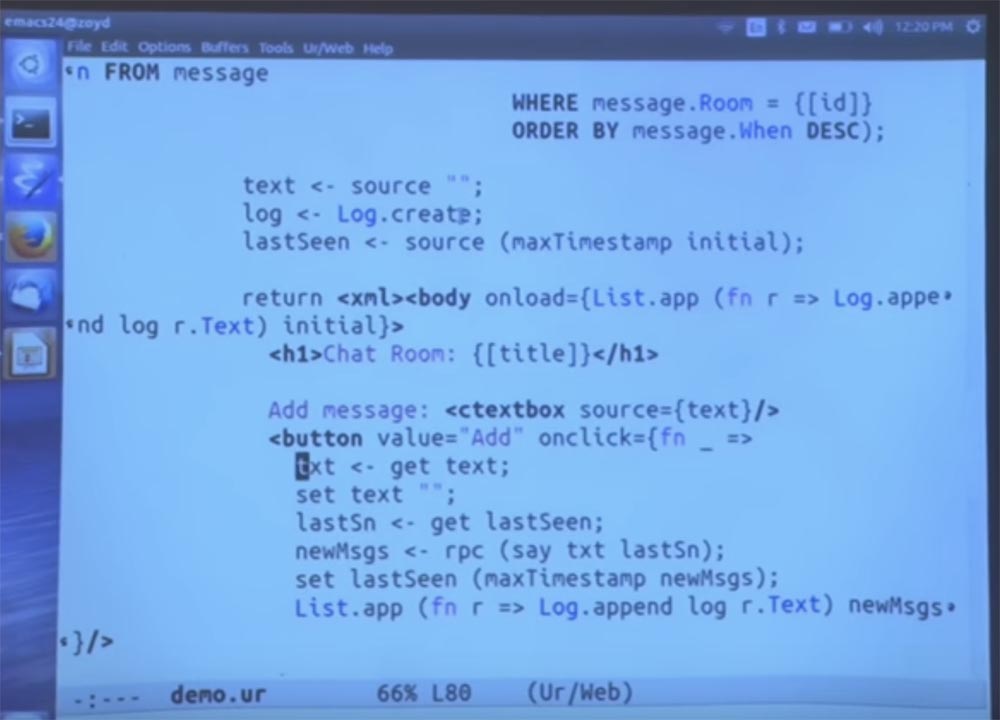 emacs24@zoyd
En 12:20 PM
File Edit Options Buffers Tools Ur/Web Help
n FROM message
WHERE message.Room = {[id]}
ORDER BY message.When DESC);
text <- source "";
log <- Log.create;
lastSeen <- source (maxTimestamp initial);
return <xml><body onload={List.app (fn r => Log.appe
nd log r.Text) initial}>
<h1>Chat Room: {[title]}</h1>
Add message: <ctextbox source={text}/>
<button value="Add" onclick={fn _ =>
txt <- get text;
set text "";
lastSn <- get lastSeen;
newMsgs <- rpc (say txt lastSn);
set lastSeen (maxTimestamp newMsgs);
List.app (fn r => Log.append log r.Text) newMsgs
}/>
-:--- demo.ur 66% L80 (Ur/Web)